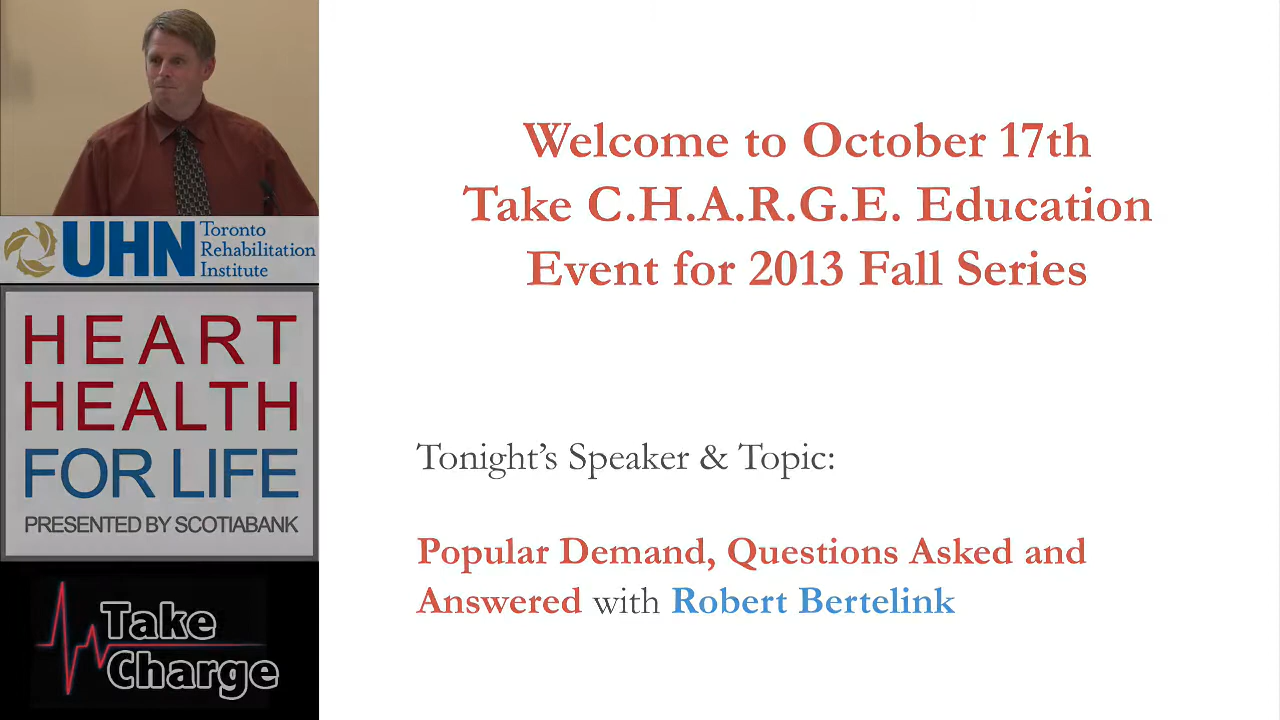 UHN
Toronto
Rehabilitation
Institute
HEART
HEALTH
FOR LIFE
PRESENTED BY SCOTIABANK
Take
Charge
Welcome to October 17th
Take C.H.A.R.G.E. Education
Event for 2013 Fall Series
Tonight’s Speaker & Topic:
Popular Demand, Questions Asked and
Answered with Robert Bertelink